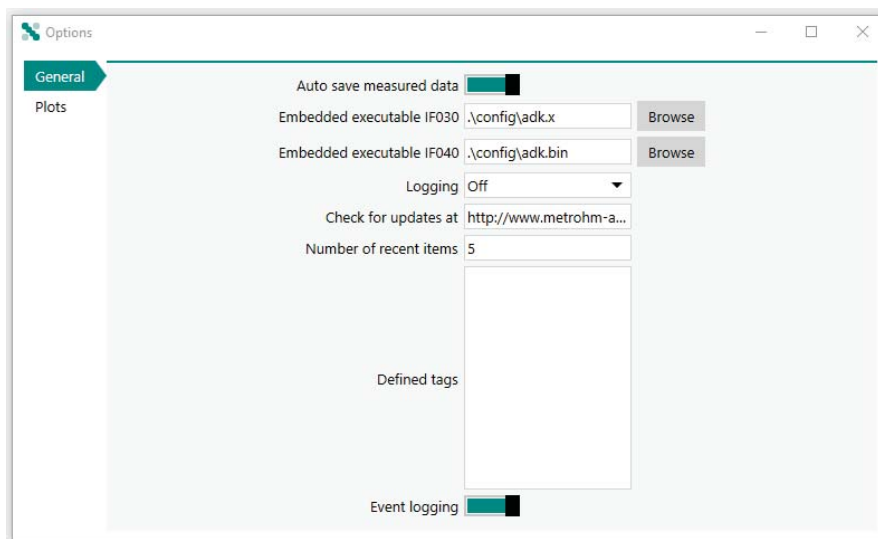 Options
General
Plots
Auto save measured data
Embedded executable IF030 .\config\adk.x Browse
Embedded executable IF040 .\config\adk.bin Browse
Logging Off
Check for updates at http://www.metrohm-a...
Number of recent items 5
Defined tags
Event logging